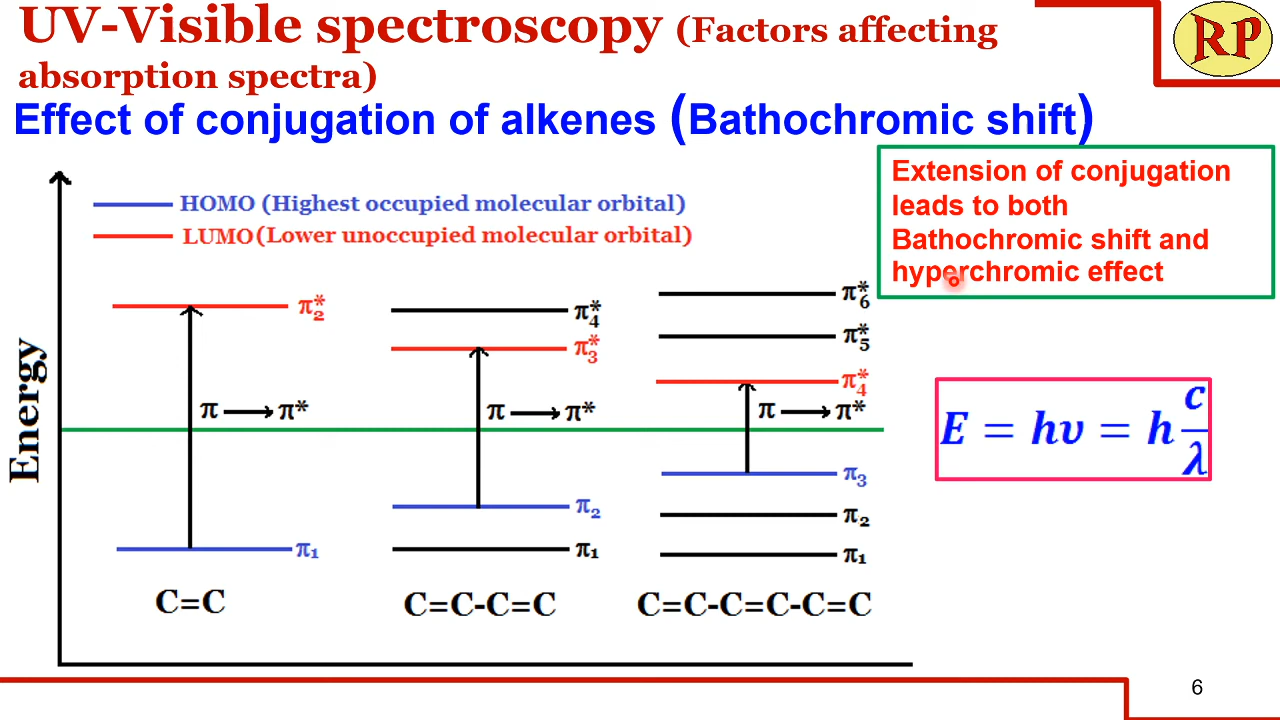 UV-Visible spectroscopy (Factors affecting
absorption spectra)
RP
Effect of conjugation of alkenes (Bathochromic shift)
Extension of conjugation
leads to both
Bathochromic shift and
hyperchromic effect
HOMO (Highest occupied molecular orbital)
LUMO(Lower unoccupied molecular orbital)
Energy
π₂*
π → π*
π₁
C=C
π₄*
π₃*
π → π*
π₂
π₁
C=C-C=C
π₆*
π₅*
π₄*
π → π*
π₃
π₂
π₁
C=C-C=C-C=C
E = hυ = h c/λ
6